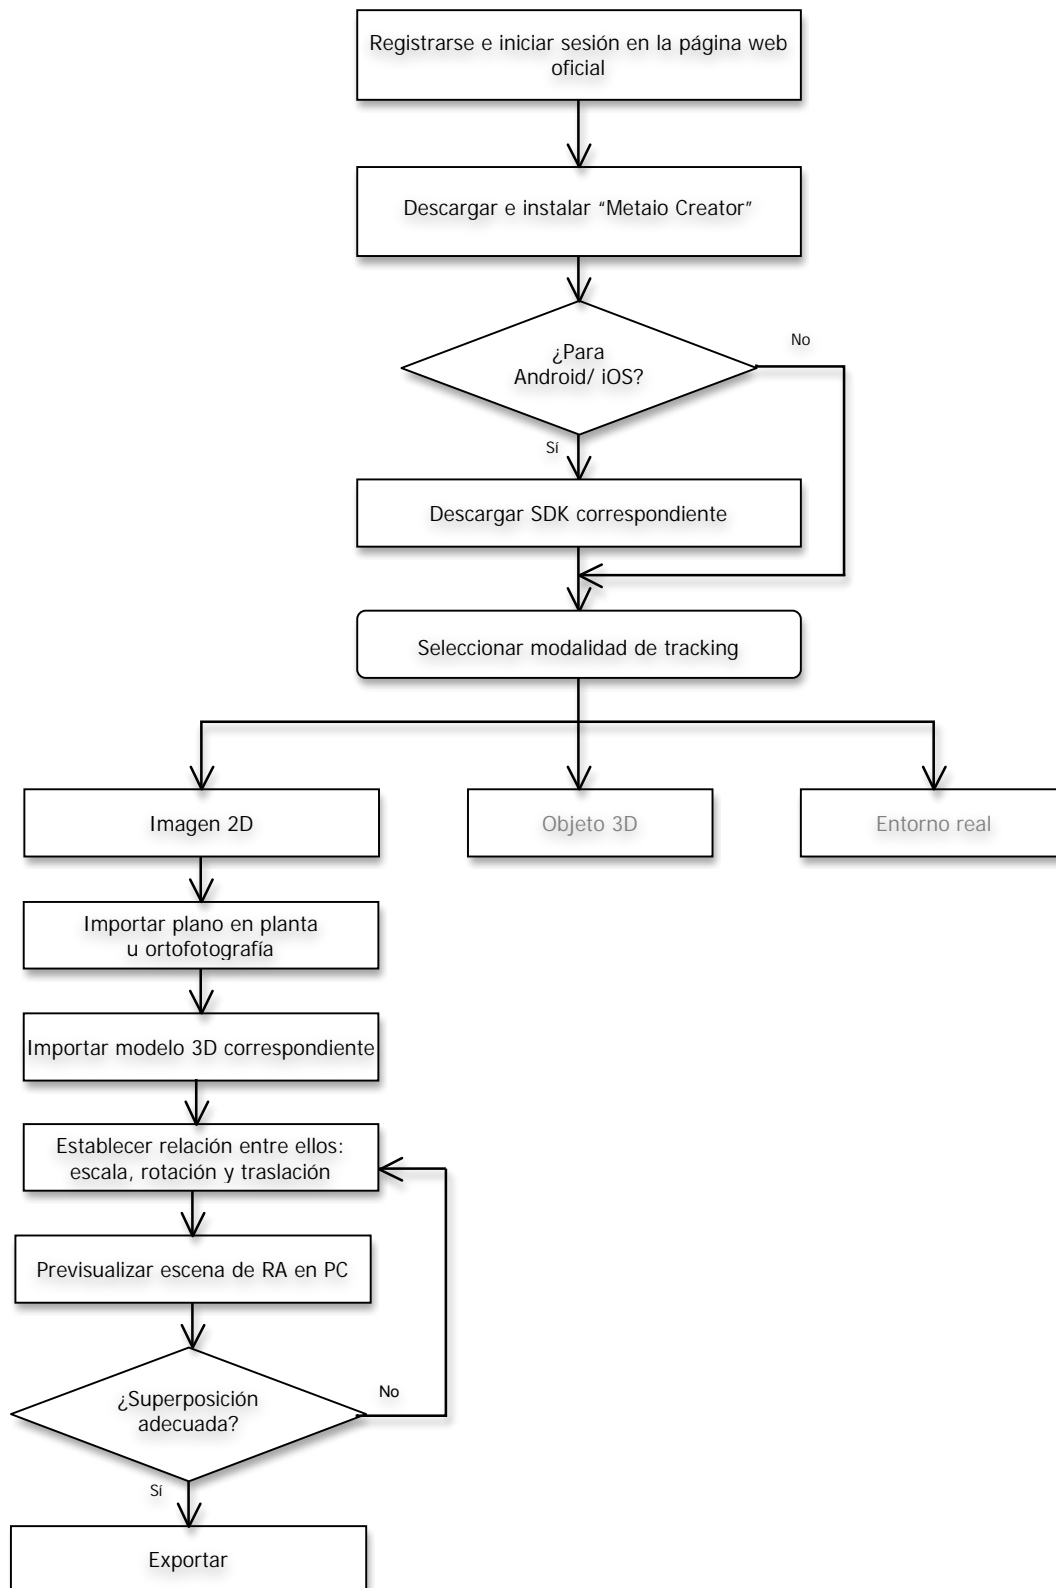 Registrarse e iniciar sesión en la página web
oficial
Descargar e instalar “Metaio Creator”
¿Para
Android/ iOS?
No
Sí
Descargar SDK correspondiente
Seleccionar modalidad de tracking
Imagen 2D
Objeto 3D
Entorno real
Importar plano en planta
u ortofotografía
Importar modelo 3D correspondiente
Establecer relación entre ellos:
escala, rotación y traslación
Previsualizar escena de RA en PC
¿Superposición
adecuada?
No
Sí
Exportar